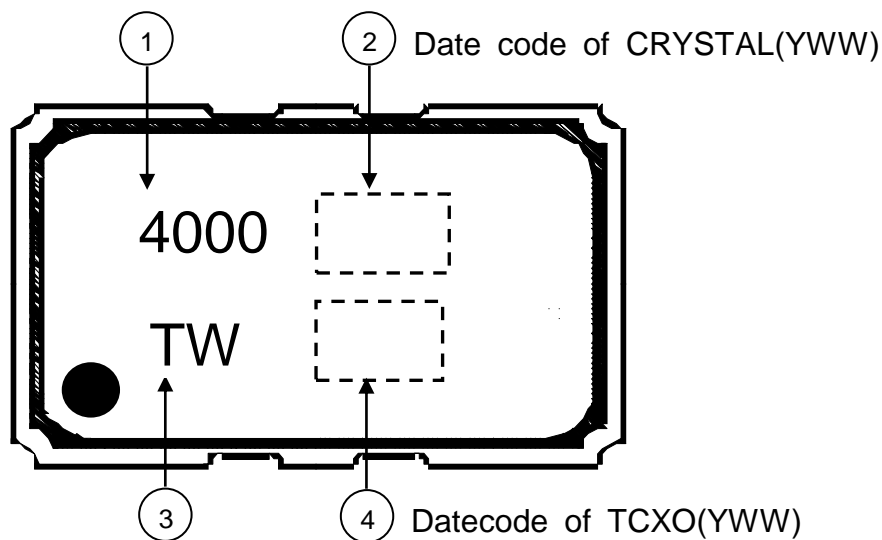 1
2 Date code of CRYSTAL(YWW)
4000
TW
3
4 Datecode of TCXO(YWW)